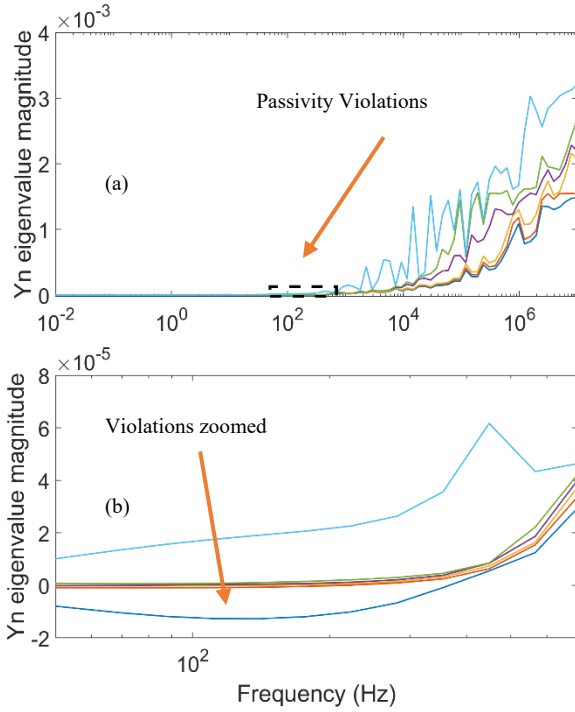 ×10⁻³
4
3
2
1
0
Yn eigenvalue magnitude
Passivity Violations
(a)
10⁻² 10⁰ 10² 10⁴ 10⁶
×10⁻⁵
8
6
4
2
0
-2
Yn eigenvalue magnitude
Violations zoomed
(b)
10²
Frequency (Hz)